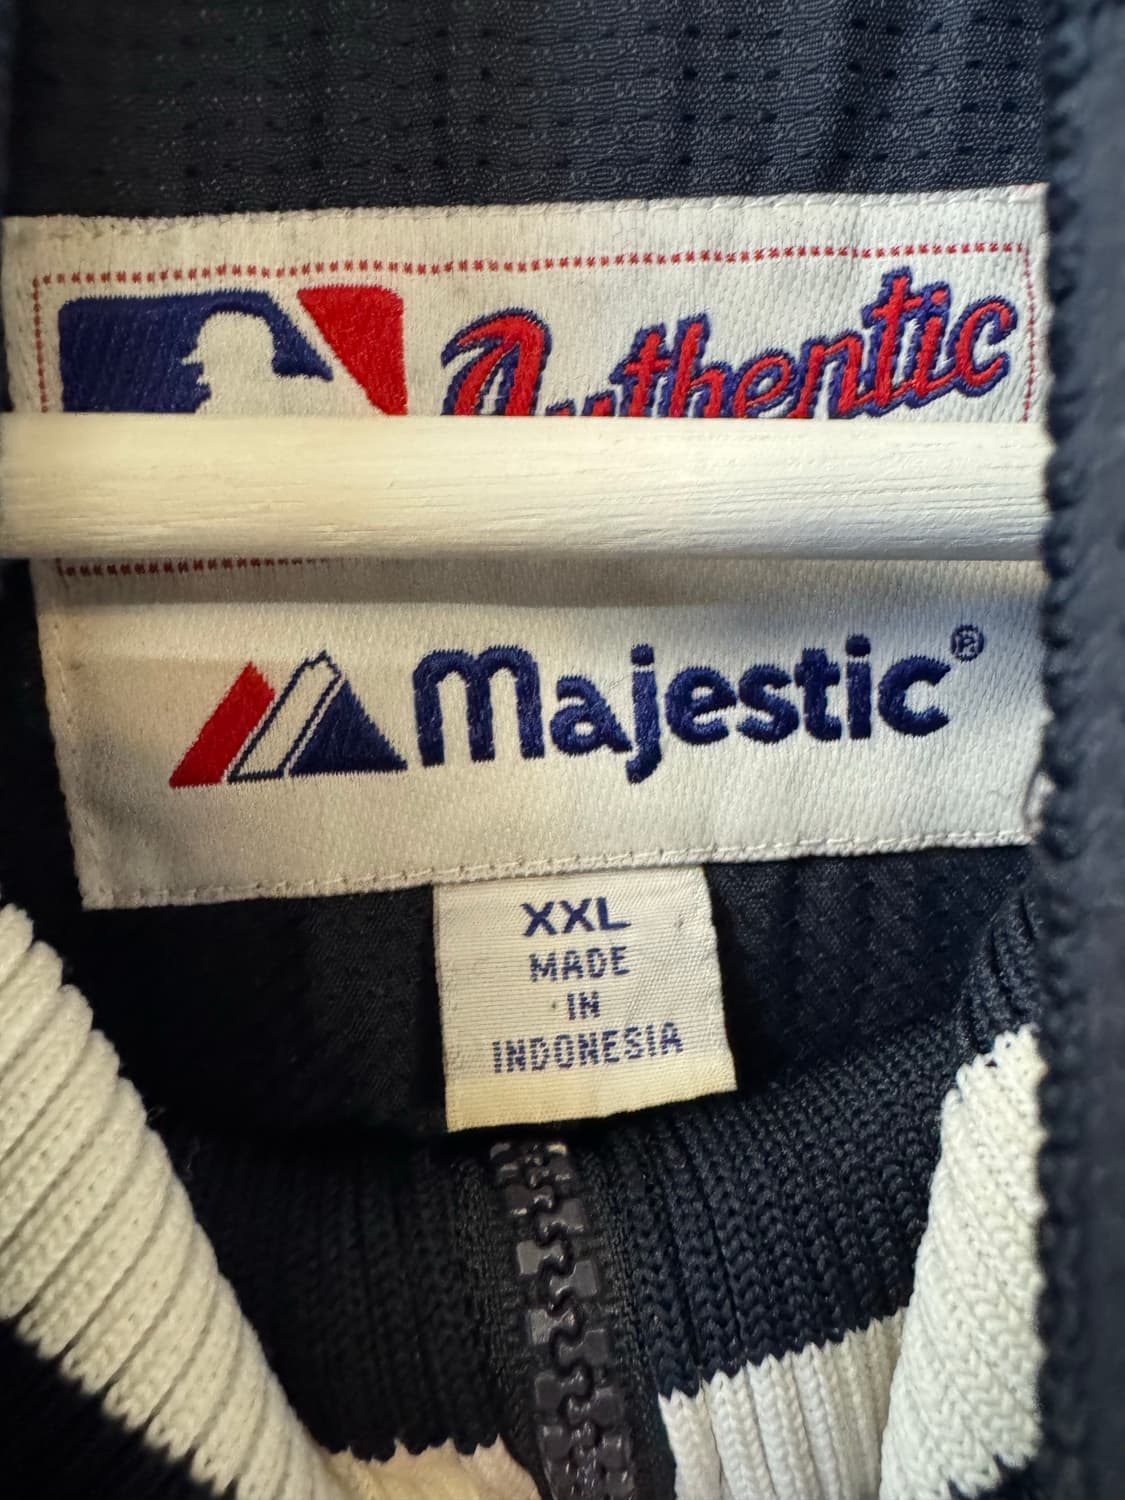 Authentic
Majestic®
XXL
MADE
IN
INDONESIA